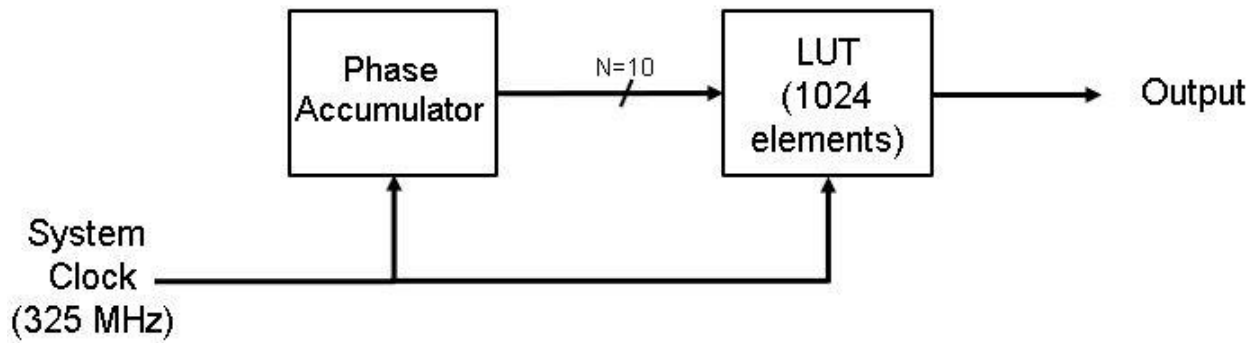 Phase
Accumulator
N=10
LUT
(1024
elements)
Output
System
Clock
(325 MHz)